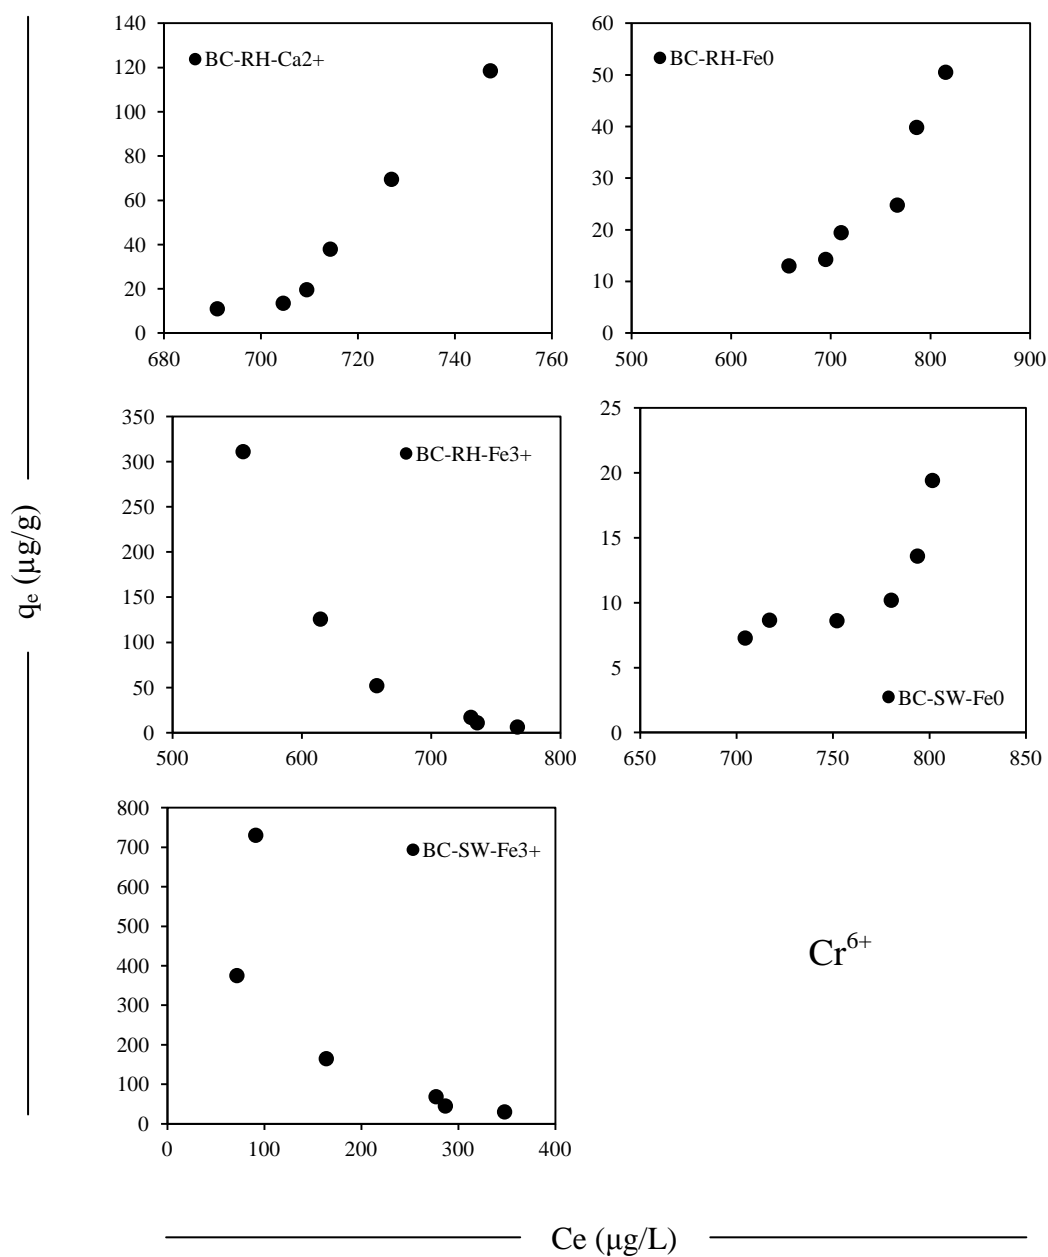 140
120
100
80
60
40
20
0
680 700 720 740 760
BC-RH-Ca2+
60
50
40
30
20
10
0
500 600 700 800 900
BC-RH-Fe0
350
300
250
200
150
100
50
0
500 600 700 800
BC-RH-Fe3+
25
20
15
10
5
0
650 700 750 800 850
BC-SW-Fe0
800
700
600
500
400
300
200
100
0
0 100 200 300 400
BC-SW-Fe3+
Cr⁶⁺
qₑ (µg/g)
Ce (µg/L)